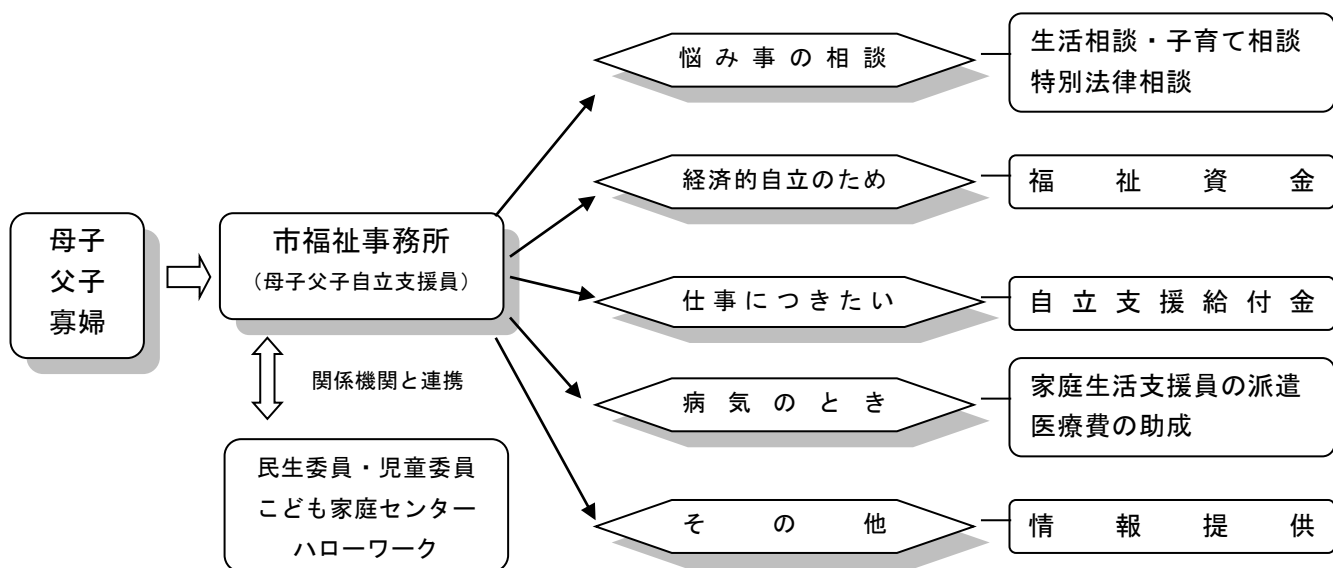 母子
父子
寡婦
市福祉事務所
（母子父子自立支援員）
関係機関と連携
民生委員・児童委員
こども家庭センター
ハローワーク
悩み事の相談
生活相談・子育て相談
特別法律相談
経済的自立のため
福祉資金
仕事につきたい
自立支援給付金
病気のとき
家庭生活支援員の派遣
医療費の助成
その他
情報提供